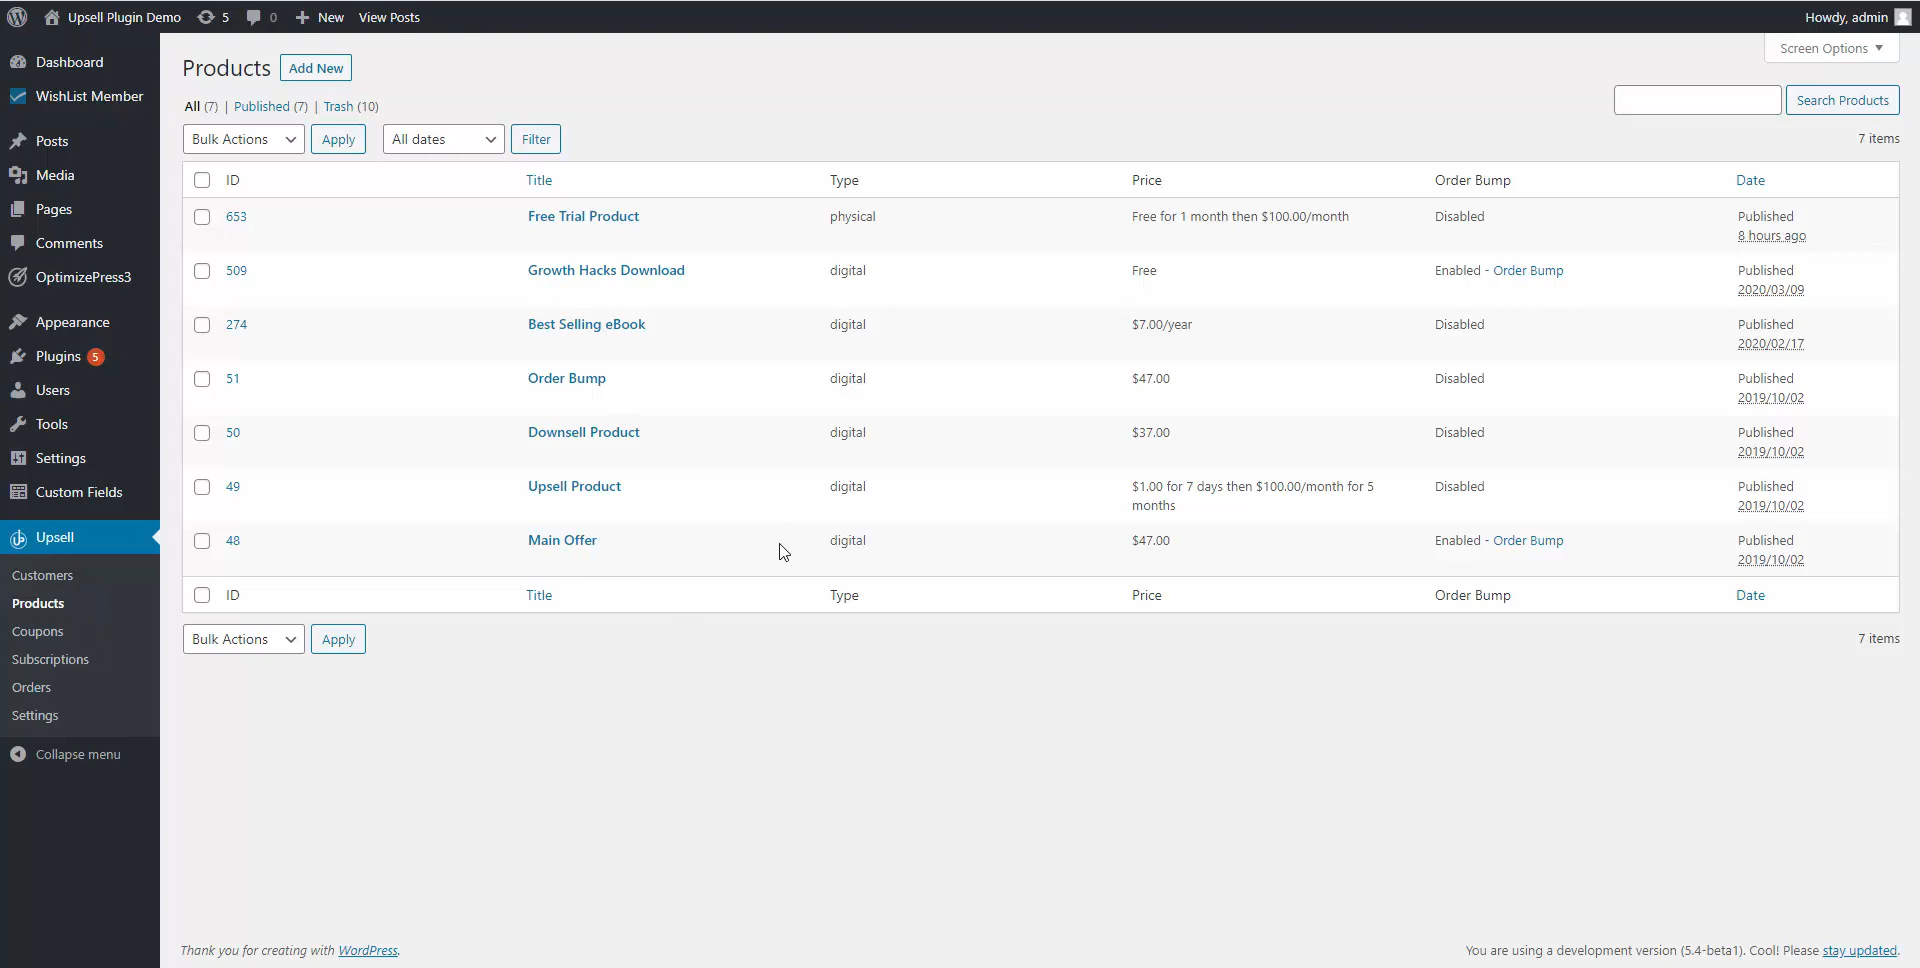 Upsell Plugin Demo 5 0 New View Posts Howdy, admin
Screen Options
Dashboard
WishList Member
Posts
Media
Pages
Comments
OptimizePress3
Appearance
Plugins 5
Users
Tools
Settings
Custom Fields
Upsell
Customers
Products
Coupons
Subscriptions
Orders
Settings
Collapse menu
Products Add New
All (7) | Published (7) | Trash (10)
Search Products
Bulk Actions Apply All dates Filter 7 items
ID Title Type Price Order Bump Date
653 Free Trial Product physical Free for 1 month then $100.00/month Disabled Published
8 hours ago
509 Growth Hacks Download digital Free Enabled - Order Bump Published
2020/03/09
274 Best Selling eBook digital $7.00/year Disabled Published
2020/02/17
51 Order Bump digital $47.00 Disabled Published
2019/10/02
50 Downsell Product digital $37.00 Disabled Published
2019/10/02
49 Upsell Product digital $1.00 for 7 days then $100.00/month for 5 Disabled Published
months 2019/10/02
48 Main Offer digital $47.00 Enabled - Order Bump Published
2019/10/02
ID Title Type Price Order Bump Date
Bulk Actions Apply 7 items
Thank you for creating with WordPress. You are using a development version (5.4-beta1). Cool! Please stay updated.